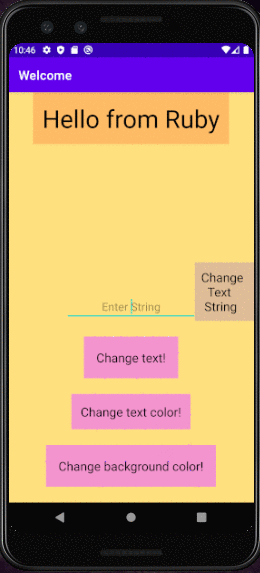 10:46
Welcome
Hello from Ruby
Enter String
Change
Text
String
Change text!
Change text color!
Change background color!